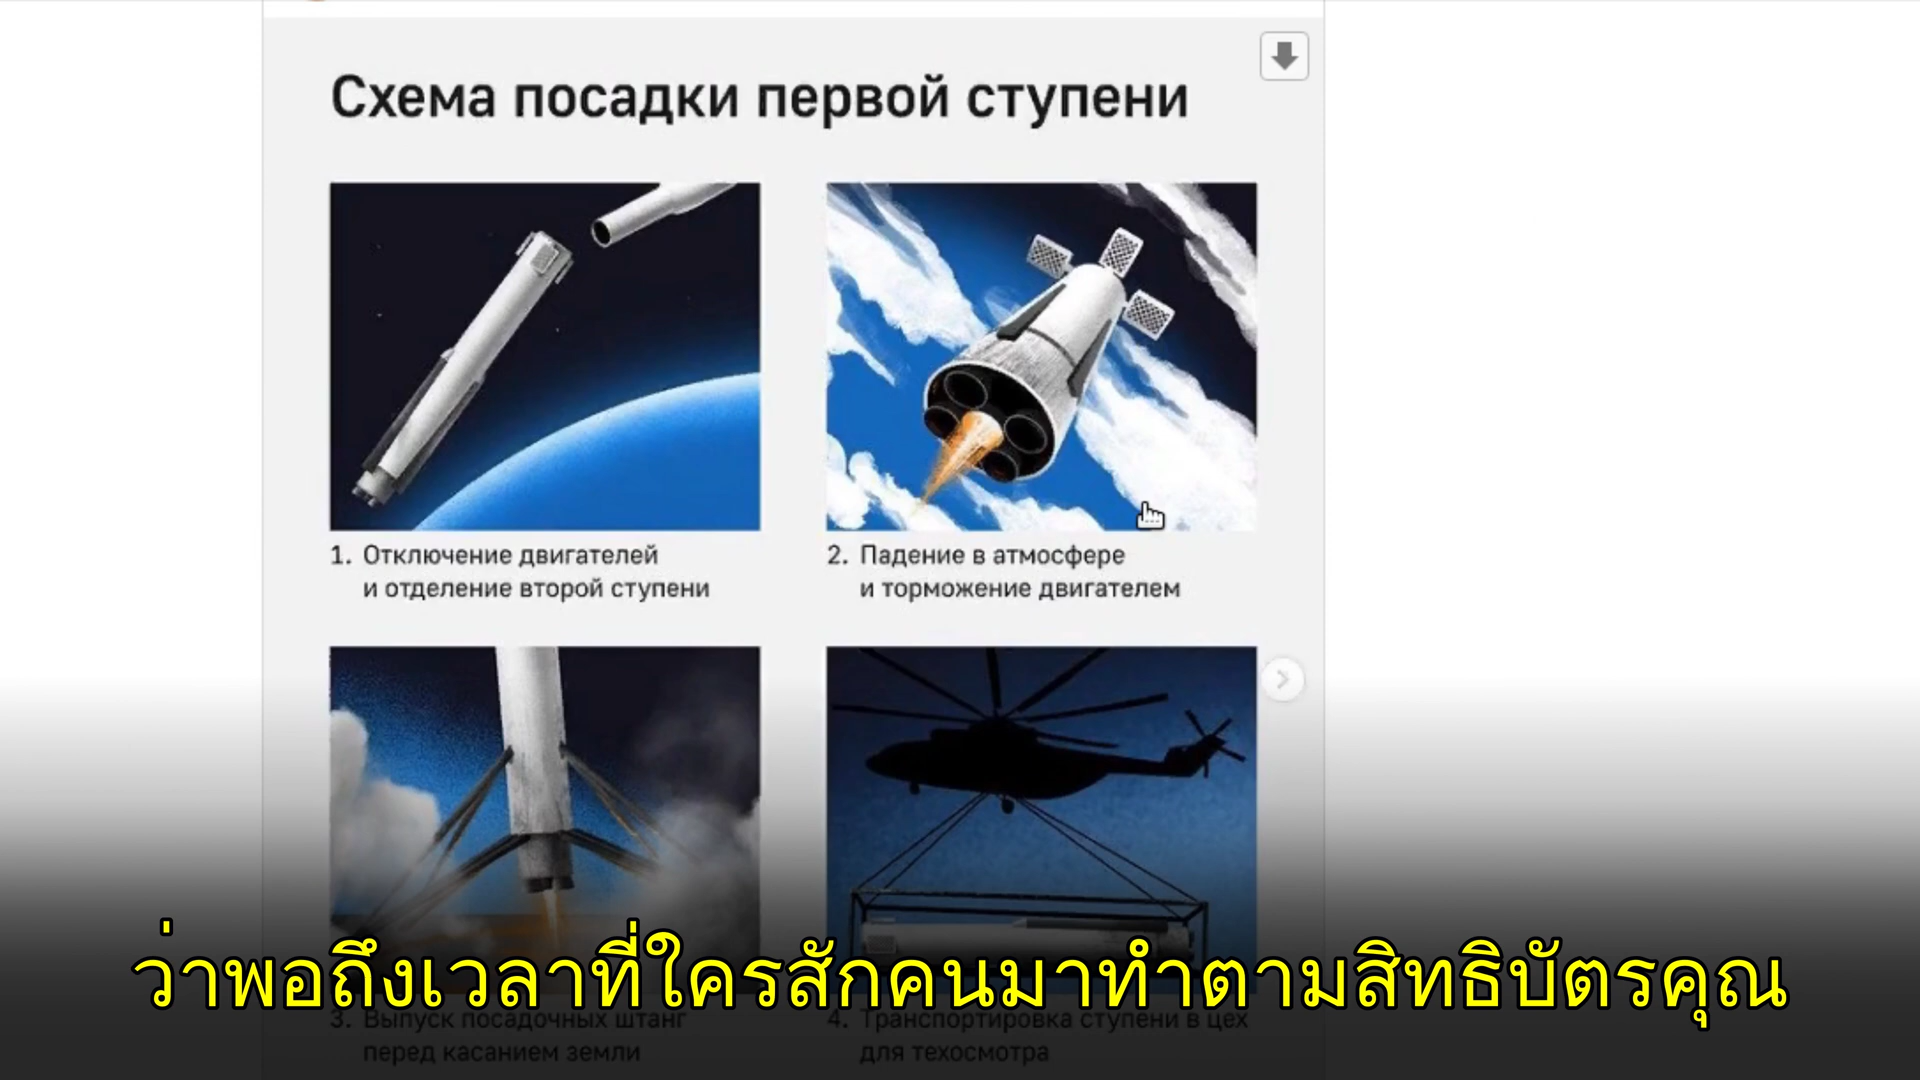 Схема посадки первой ступени
1. Отключение двигателей
и отделение второй ступени
2. Падение в атмосфере
и торможение двигателем
3. Выпуск посадочных штанг
перед касанием земли
4. Транспортировка ступени в цех
для техосмотра
ว่าพอถึงเวลาที่ใครสักคนมาทำตามสิทธิบัตรคุณ